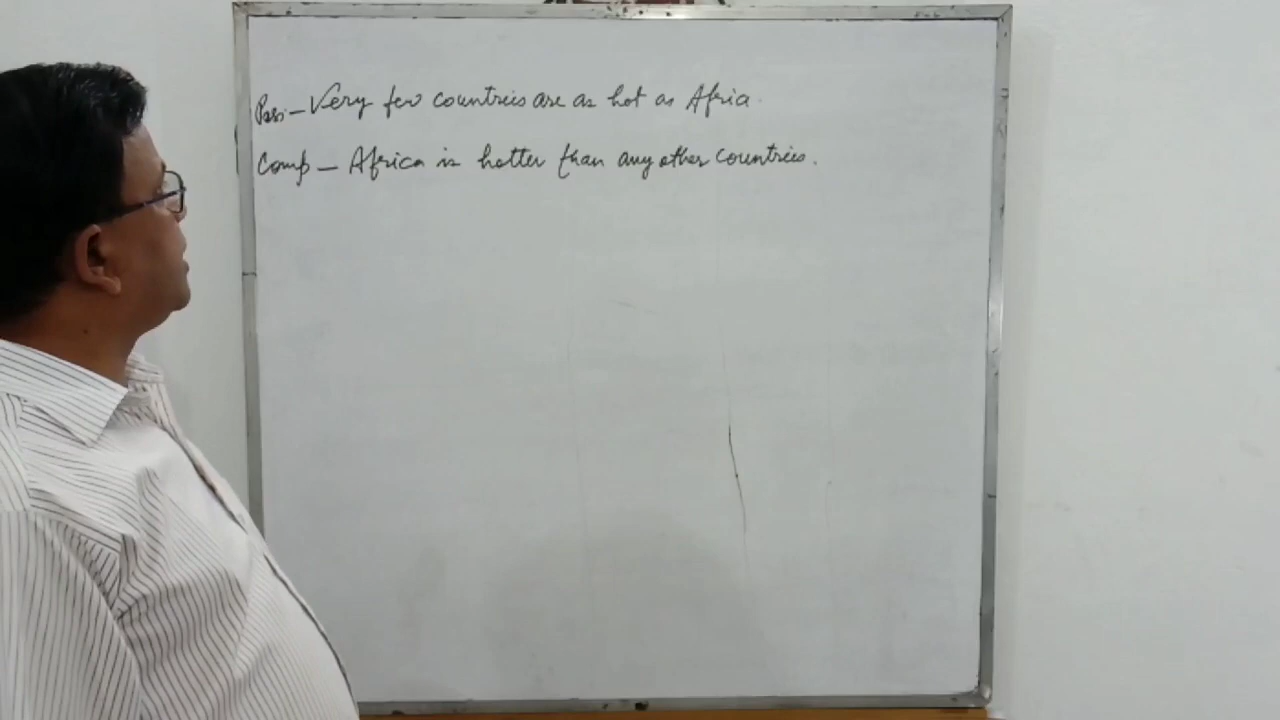 Pos - Very few countries are as hot as Africa.
Comp - Africa is hotter than any other countries.